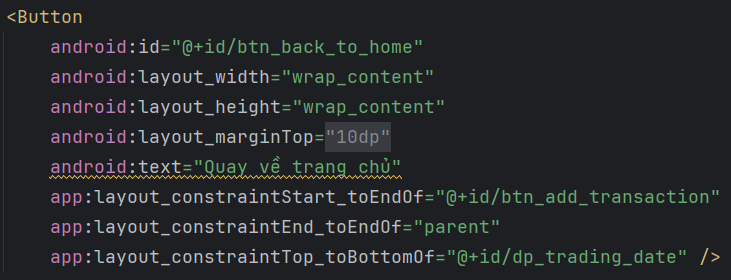 <Button
android:id="@+id/btn_back_to_home"
android:layout_width="wrap_content"
android:layout_height="wrap_content"
android:layout_marginTop="10dp"
android:text="Quay về trang chủ"
app:layout_constraintStart_toEndOf="@+id/btn_add_transaction"
app:layout_constraintEnd_toEndOf="parent"
app:layout_constraintTop_toBottomOf="@+id/dp_trading_date" />